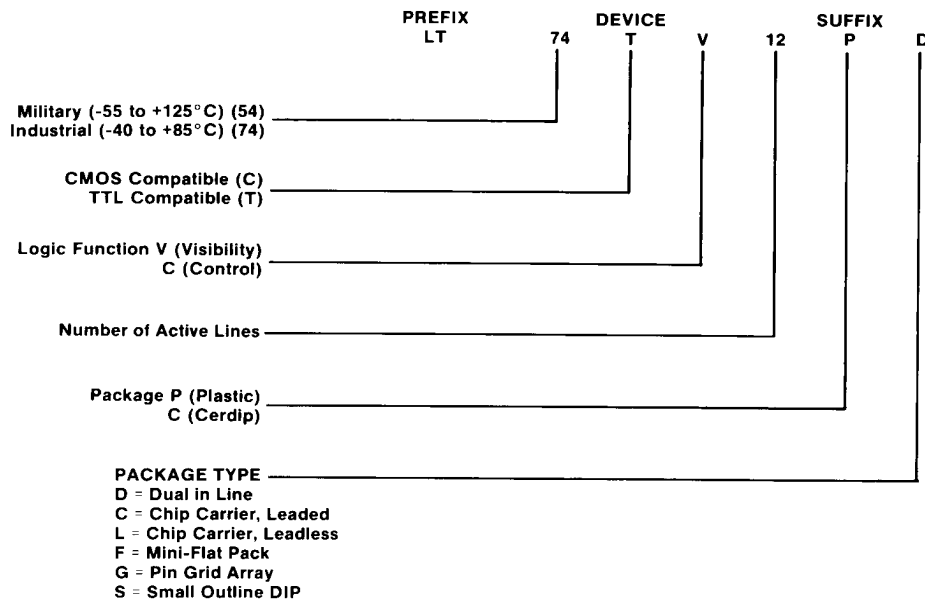 PREFIX DEVICE SUFFIX
LT 74 T V 12 P D
Military (-55 to +125°C) (54)
Industrial (-40 to +85°C) (74)
CMOS Compatible (C)
TTL Compatible (T)
Logic Function V (Visibility)
C (Control)
Number of Active Lines
Package P (Plastic)
C (Cerdip)
PACKAGE TYPE
D = Dual in Line
C = Chip Carrier, Leaded
L = Chip Carrier, Leadless
F = Mini-Flat Pack
G = Pin Grid Array
S = Small Outline DIP